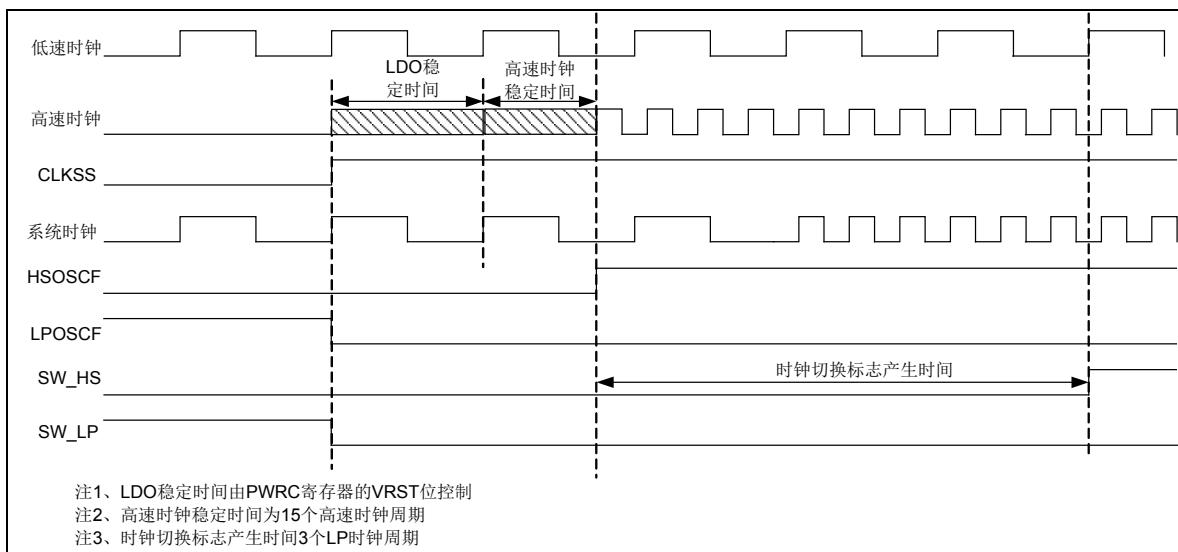 低速时钟
LDO稳
定时间
高速时钟
稳定时间
高速时钟
CLKSS
系统时钟
HSOSCF
LPOSCF
SW_HS
时钟切换标志产生时间
SW_LP
注1、LDO稳定时间由PWRC寄存器的VRST位控制
注2、高速时钟稳定时间为15个高速时钟周期
注3、时钟切换标志产生时间3个LP时钟周期